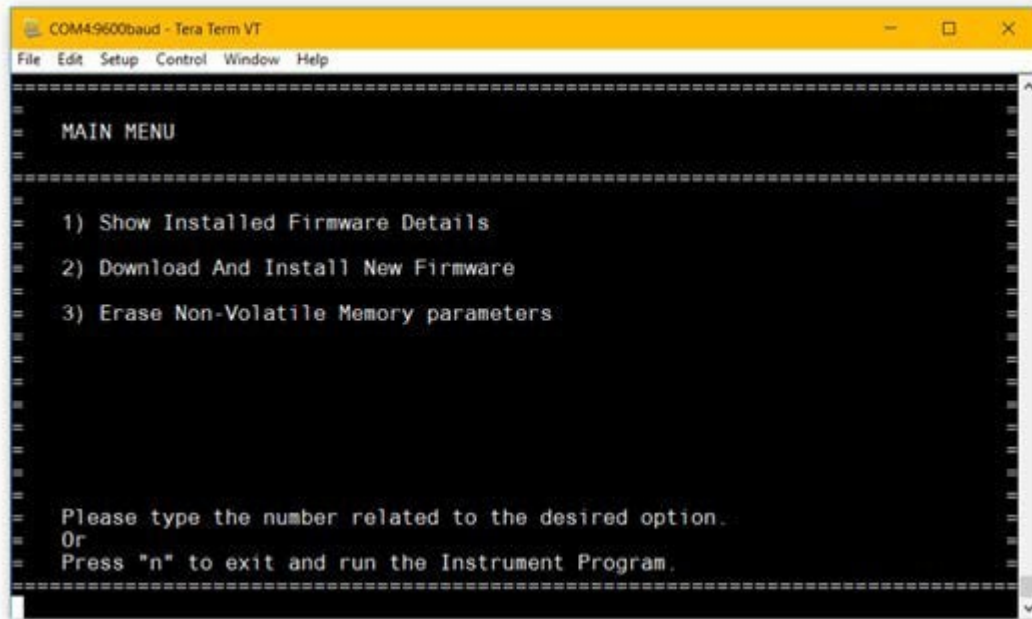 COM4:9600baud - Tera Term VT
File Edit Setup Control Window Help
MAIN MENU
1) Show Installed Firmware Details
2) Download And Install New Firmware
3) Erase Non-Volatile Memory parameters
Please type the number related to the desired option.
Or
Press "n" to exit and run the Instrument Program.